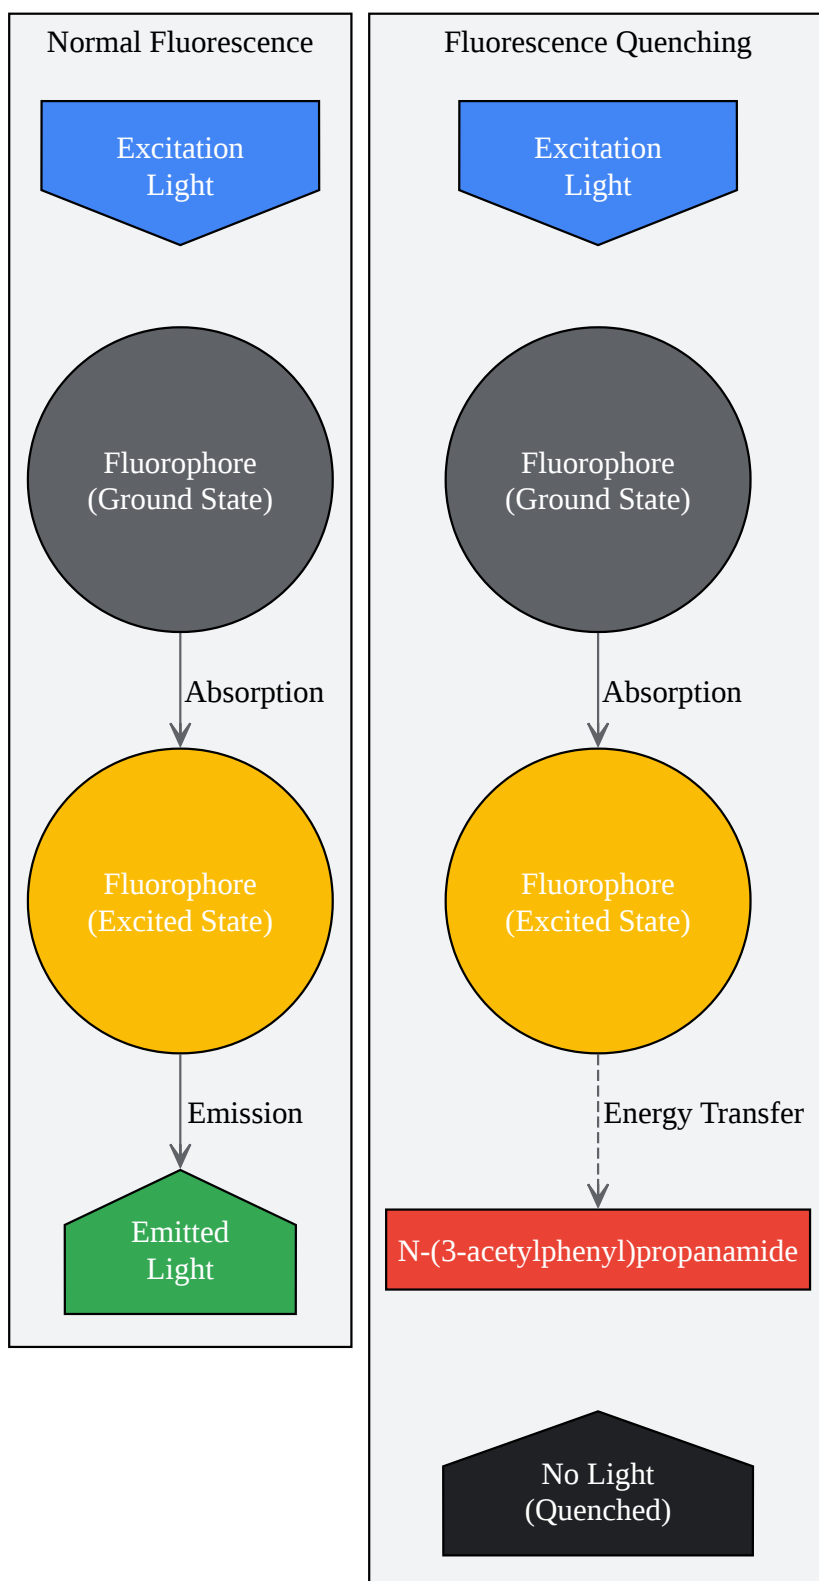 Normal Fluorescence
Excitation
Light
Fluorophore
(Ground State)
Absorption
Fluorophore
(Excited State)
Emission
Emitted
Light
Fluorescence Quenching
Excitation
Light
Fluorophore
(Ground State)
Absorption
Fluorophore
(Excited State)
Energy Transfer
N-(3-acetylphenyl)propanamide
No Light
(Quenched)